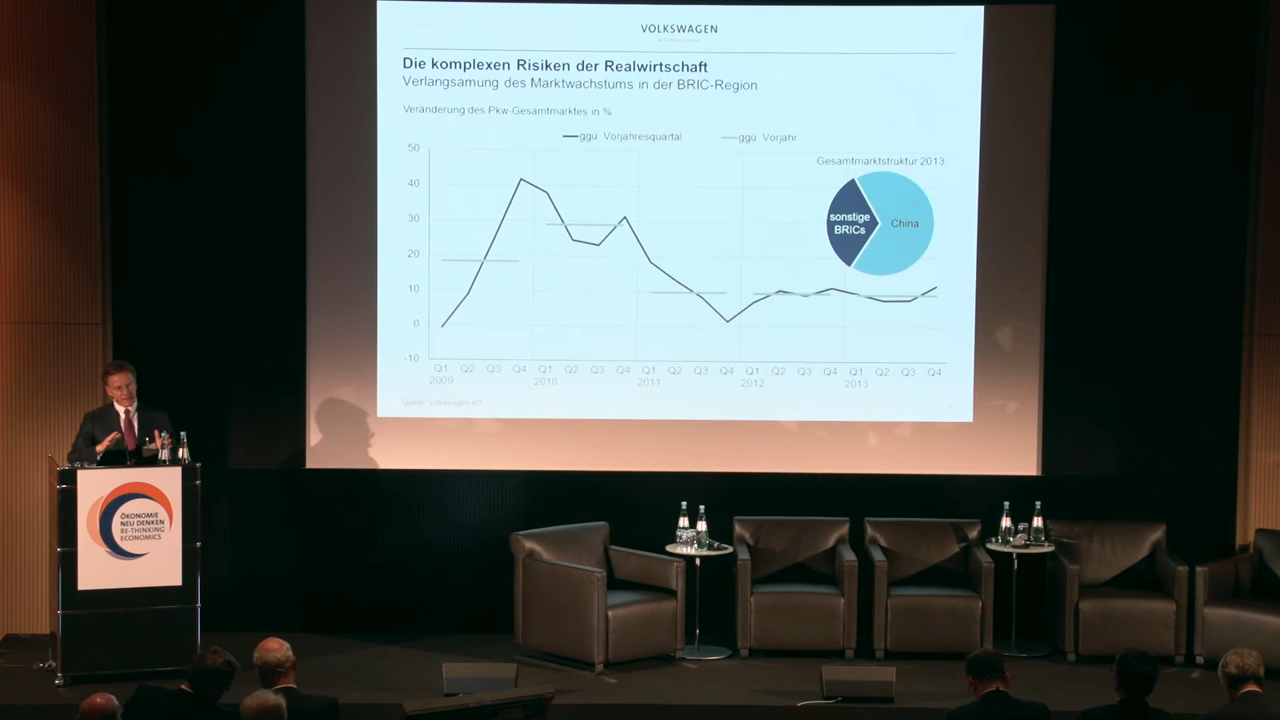 VOLKSWAGEN
Die komplexen Risiken der Realwirtschaft
Verlangsamung des Marktwachstums in der BRIC-Region
Veränderung des Pkw-Gesamtmarktes in %
ggü. Vorjahresquartal
ggü. Vorjahr
Gesamtmarktstruktur 2013
sonstige
BRICs
China
50
40
30
20
10
0
-10
Q1 Q2 Q3 Q4 Q1 Q2 Q3 Q4 Q1 Q2 Q3 Q4 Q1 Q2 Q3 Q4 Q1 Q2 Q3 Q4
2009 2010 2011 2012 2013
Quelle: Volkswagen AG
ÖKONOMIE
NEU DENKEN
RE-THINKING
ECONOMICS